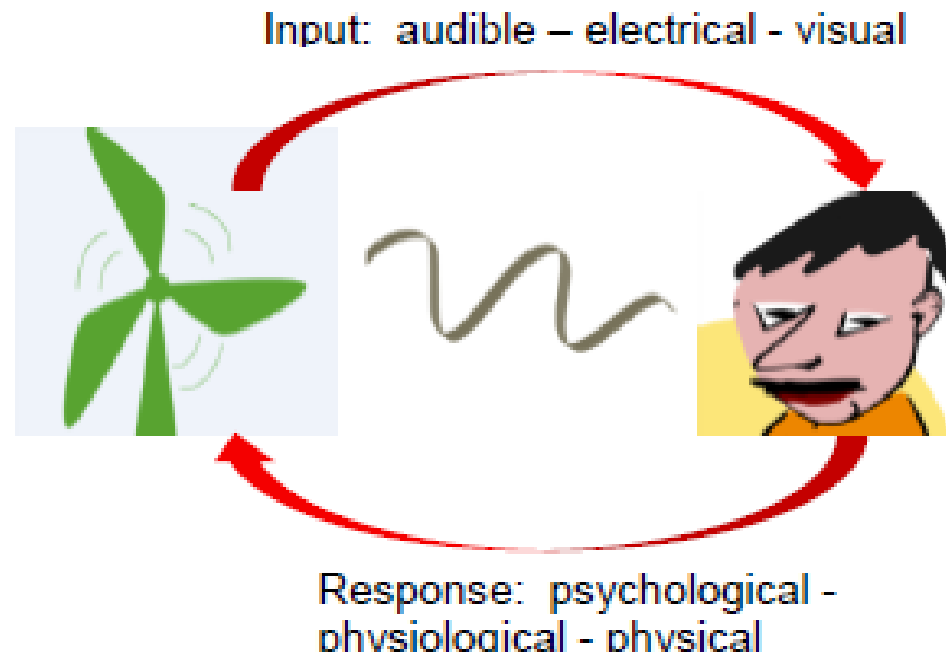 Input: audible – electrical - visual
Response: psychological -
physiological - physical